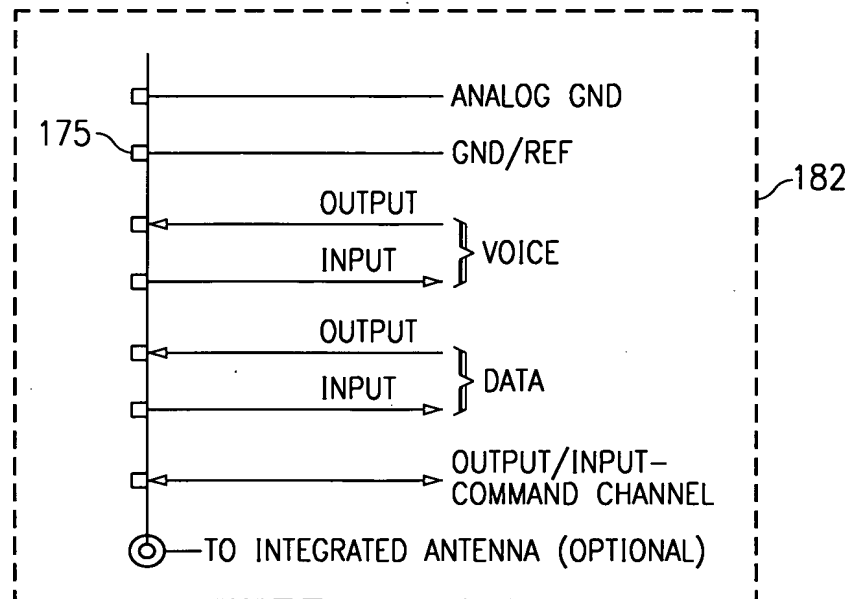 ANALOG GND
175
GND/REF
182
OUTPUT
VOICE
INPUT
OUTPUT
DATA
INPUT
OUTPUT/INPUT-
COMMAND CHANNEL
TO INTEGRATED ANTENNA (OPTIONAL)